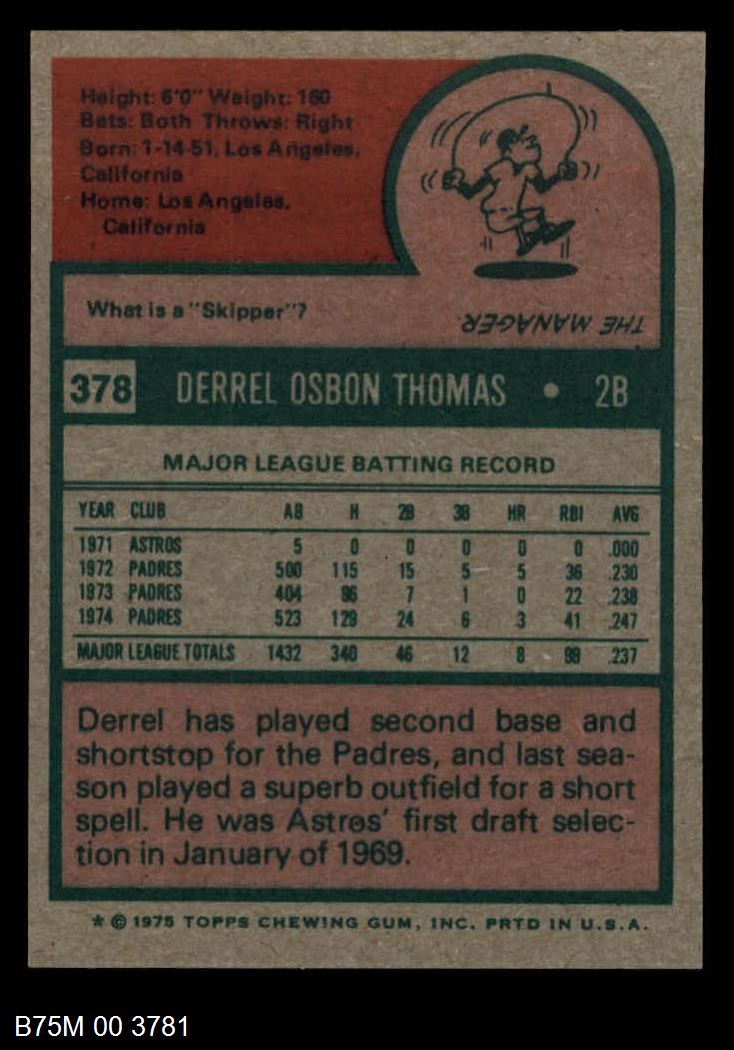 Height: 6'0" Weight: 160
Bats: Both Throws: Right
Born: 1-14-51, Los Angeles,
California
Home: Los Angeles,
California
What is a "Skipper"?
THE MANAGER.
378 DERREL OSBON THOMAS • 2B
MAJOR LEAGUE BATTING RECORD
YEAR CLUB AB H 2B 3B HR RBI AVG
1971 ASTROS 5 0 0 0 0 0 .000
1972 PADRES 500 115 15 5 5 36 .230
1973 PADRES 404 96 7 1 0 22 .238
1974 PADRES 523 129 24 6 3 41 .247
MAJOR LEAGUE TOTALS 1432 340 46 12 8 99 .237
Derrel has played second base and
shortstop for the Padres, and last sea-
son played a superb outfield for a short
spell. He was Astros' first draft selec-
tion in January of 1969.
* © 1975 TOPPS CHEWING GUM, INC. PRTD IN U.S.A.
B75M 00 3781